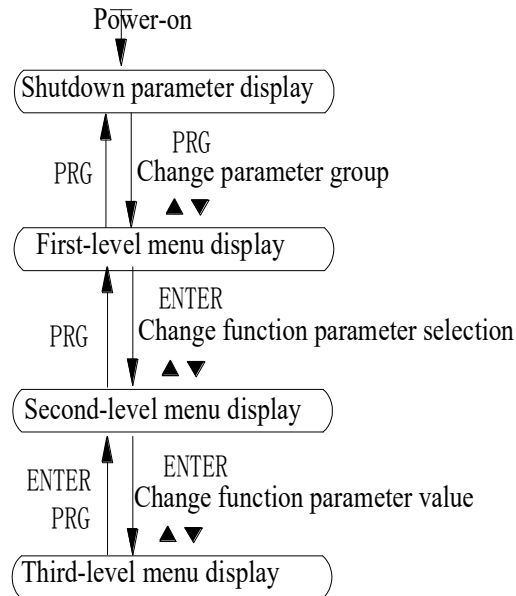 Power-on
Shutdown parameter display
PRG
PRG
Change parameter group
▲ ▼
First-level menu display
ENTER
PRG
Change function parameter selection
▲ ▼
Second-level menu display
ENTER
ENTER
Change function parameter value
PRG
▲ ▼
Third-level menu display